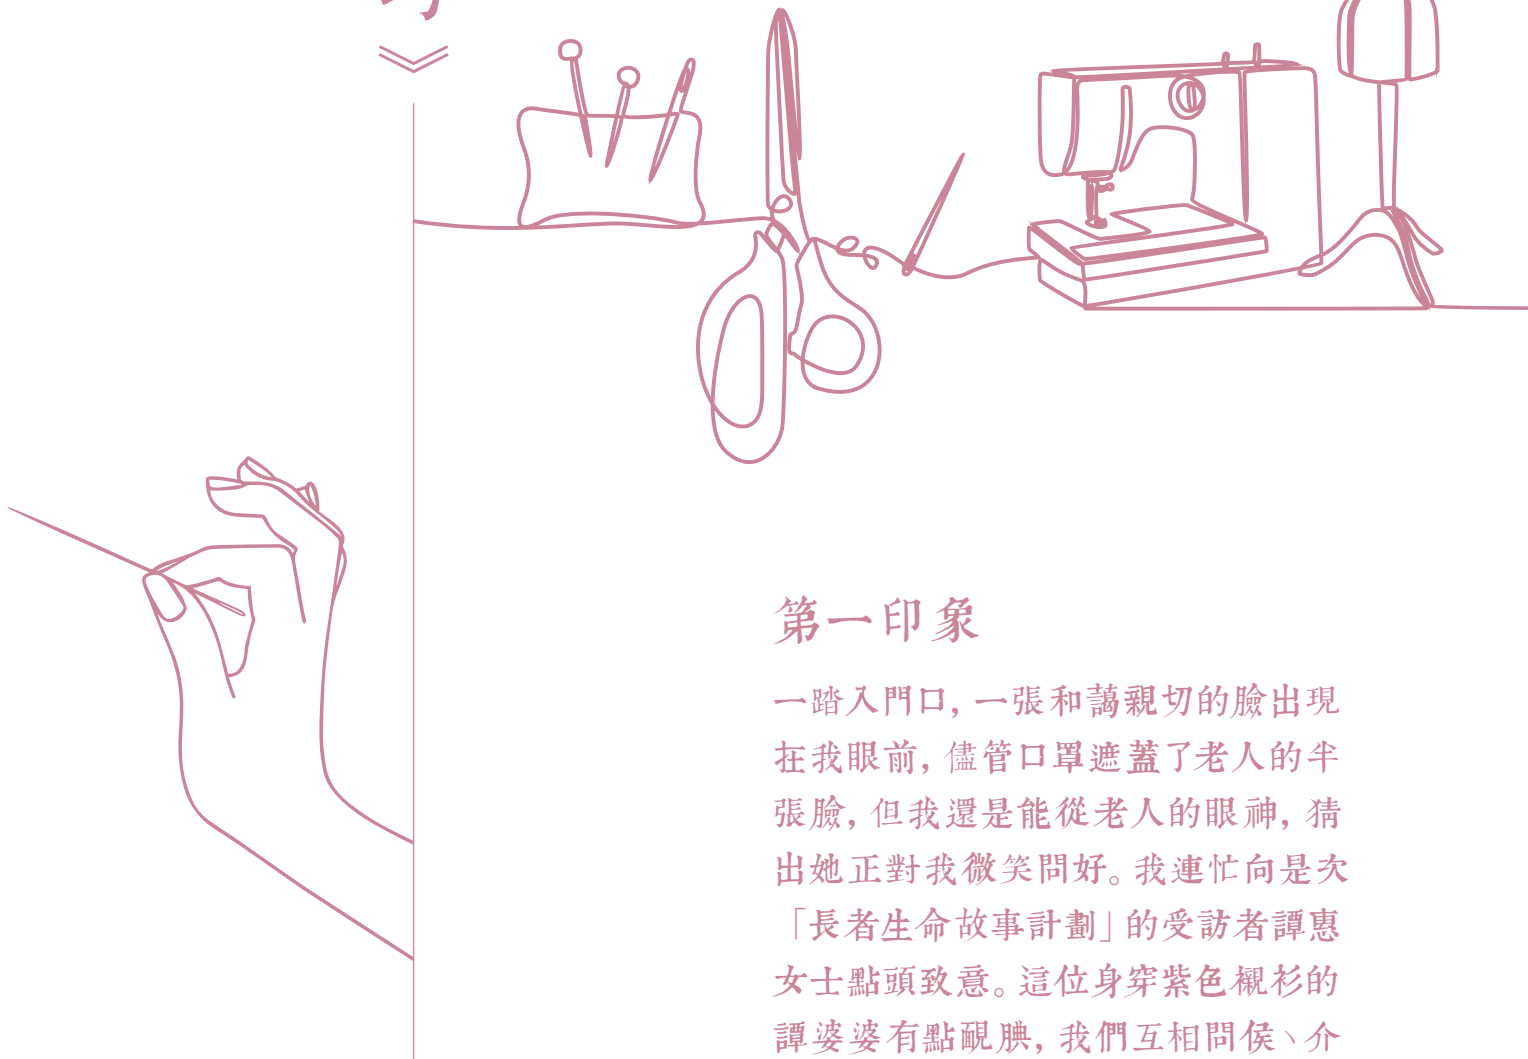 第一印象
一踏入門口，一張和藹親切的臉出現
在我眼前，儘管口罩遮蓋了老人的半
張臉，但我還是能從老人的眼神，猜
出她正對我微笑問好。我連忙向是次
「長者生命故事計劃」的受訪者譚惠
女士點頭致意。這位身穿紫色襯衫的
譚婆婆有點靦腆，我們互相問侯、介